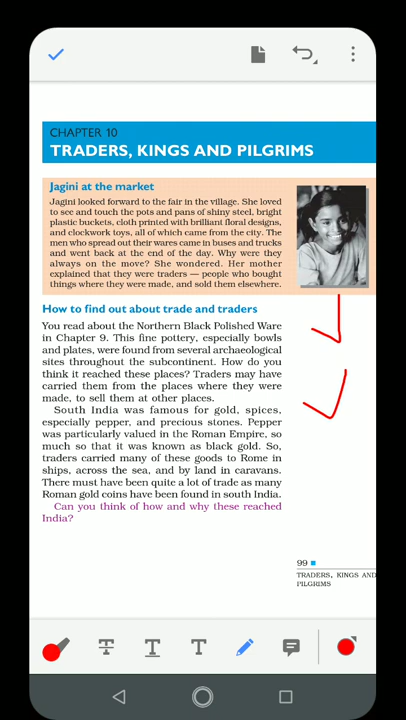 CHAPTER 10
TRADERS, KINGS AND PILGRIMS
Jagini at the market
Jagini looked forward to the fair in the village. She loved
to see and touch the pots and pans of shiny steel, bright
plastic buckets, cloth printed with brilliant floral designs,
and clockwork toys, all of which came from the city. The
men who spread out their wares came in buses and trucks
and went back at the end of the day. Why were they
always on the move? She wondered. Her mother
explained that they were traders — people who bought
things where they were made, and sold them elsewhere.
How to find out about trade and traders
You read about the Northern Black Polished Ware
in Chapter 9. This fine pottery, especially bowls
and plates, were found from several archaeological
sites throughout the subcontinent. How do you
think it reached these places? Traders may have
carried them from the places where they were
made, to sell them at other places.
South India was famous for gold, spices,
especially pepper, and precious stones. Pepper
was particularly valued in the Roman Empire, so
much so that it was known as black gold. So,
traders carried many of these goods to Rome in
ships, across the sea, and by land in caravans.
There must have been quite a lot of trade as many
Roman gold coins have been found in south India.
Can you think of how and why these reached
India?
99
TRADERS, KINGS AND
PILGRIMS
T T T